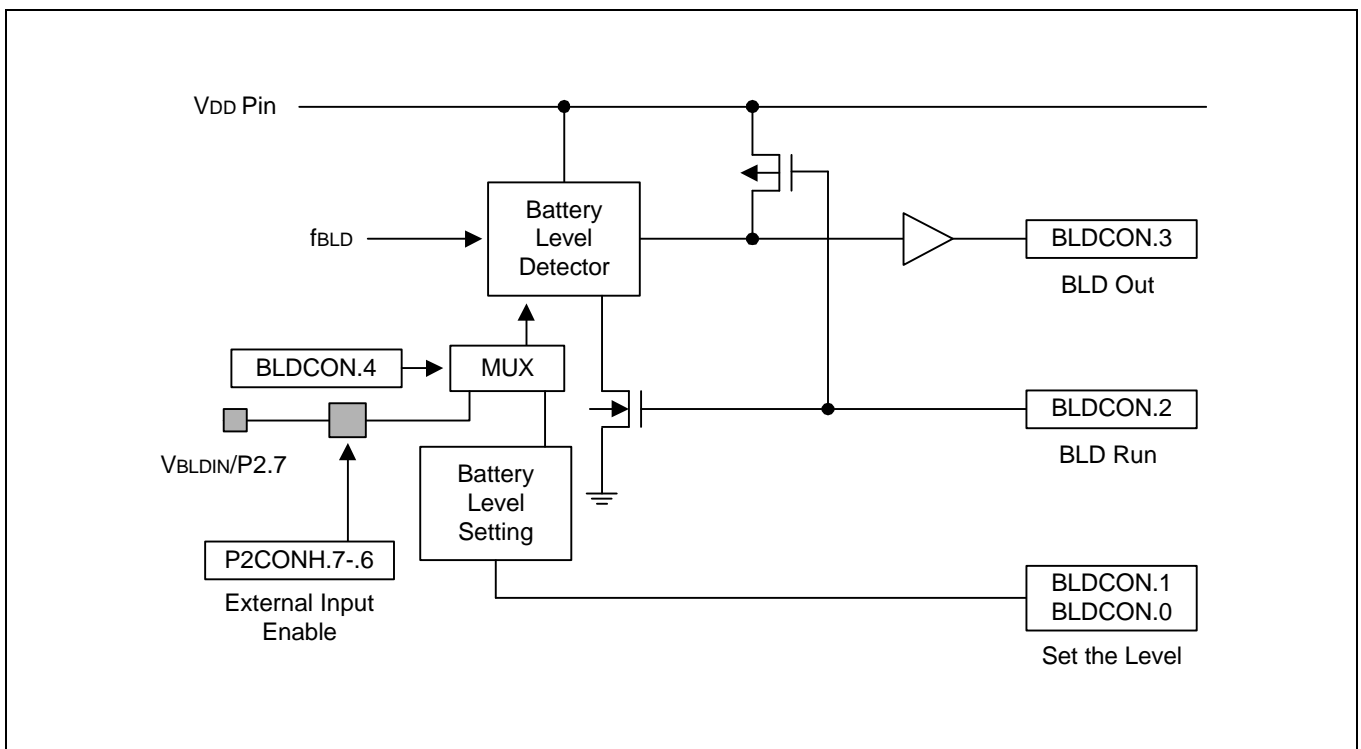 VDD Pin
Battery
Level
Detector
fBLD
BLDCON.3
BLD Out
BLDCON.4
MUX
BLDCON.2
BLD Run
VBLDIN/P2.7
Battery
Level
Setting
P2CONH.7-.6
External Input
Enable
BLDCON.1
BLDCON.0
Set the Level